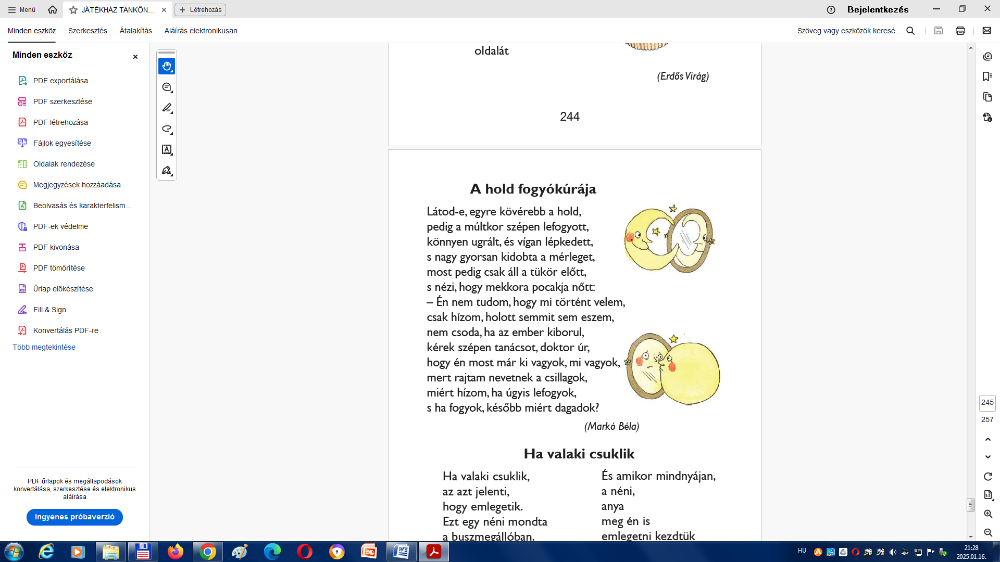 Menü
JÁTÉKHÁZ TANKÖN...
Létrehozás
Bejelentkezés
Minden eszköz
Szerkesztés
Átalakítás
Aláírás elektronikusan
Szöveg vagy eszközök keresé...
Minden eszköz
PDF exportálása
PDF szerkesztése
PDF létrehozása
Fájlok egyesítése
Oldalak rendezése
Megjegyzések hozzáadása
Beolvasás és karakterfelism...
PDF-ek védelme
PDF kivonása
PDF tömörítése
Űrlap előkészítése
Fill & Sign
Konvertálás PDF-re
Több megtekintése
PDF űrlapok és megállapodások
konvertálása, szerkesztése és elektronikus
aláírása
Ingyenes próbaverzió
oldalát
(Erdős Virág)
244
A hold fogyókúrája
Látod-e, egyre kövérebb a hold,
pedig a múltkor szépen lefogyott,
könnyen ugrált, és vígan lépkedett,
s nagy gyorsan kidobta a mérleget,
most pedig csak áll a tükör előtt,
s nézi, hogy mekkora pocakja nőtt:
– Én nem tudom, hogy mi történt velem,
csak hízom, holott semmit sem eszem,
nem csoda, ha az ember kiborul,
kérek szépen tanácsot, doktor úr,
hogy én most már ki vagyok, mi vagyok,
mert rajtam nevetnek a csillagok,
miért hízom, ha úgyis lefogyok,
s ha fogyok, később miért dagadok?
(Markó Béla)
Ha valaki csuklik
Ha valaki csuklik,
az azt jelenti,
hogy emlegetik.
Ezt egy néni mondta
a buszmegállóban.
És amikor mindnyájan,
a néni,
anya
meg én is
emlegetni kezdtük
245
257
HU
21:28
2025.01.16.